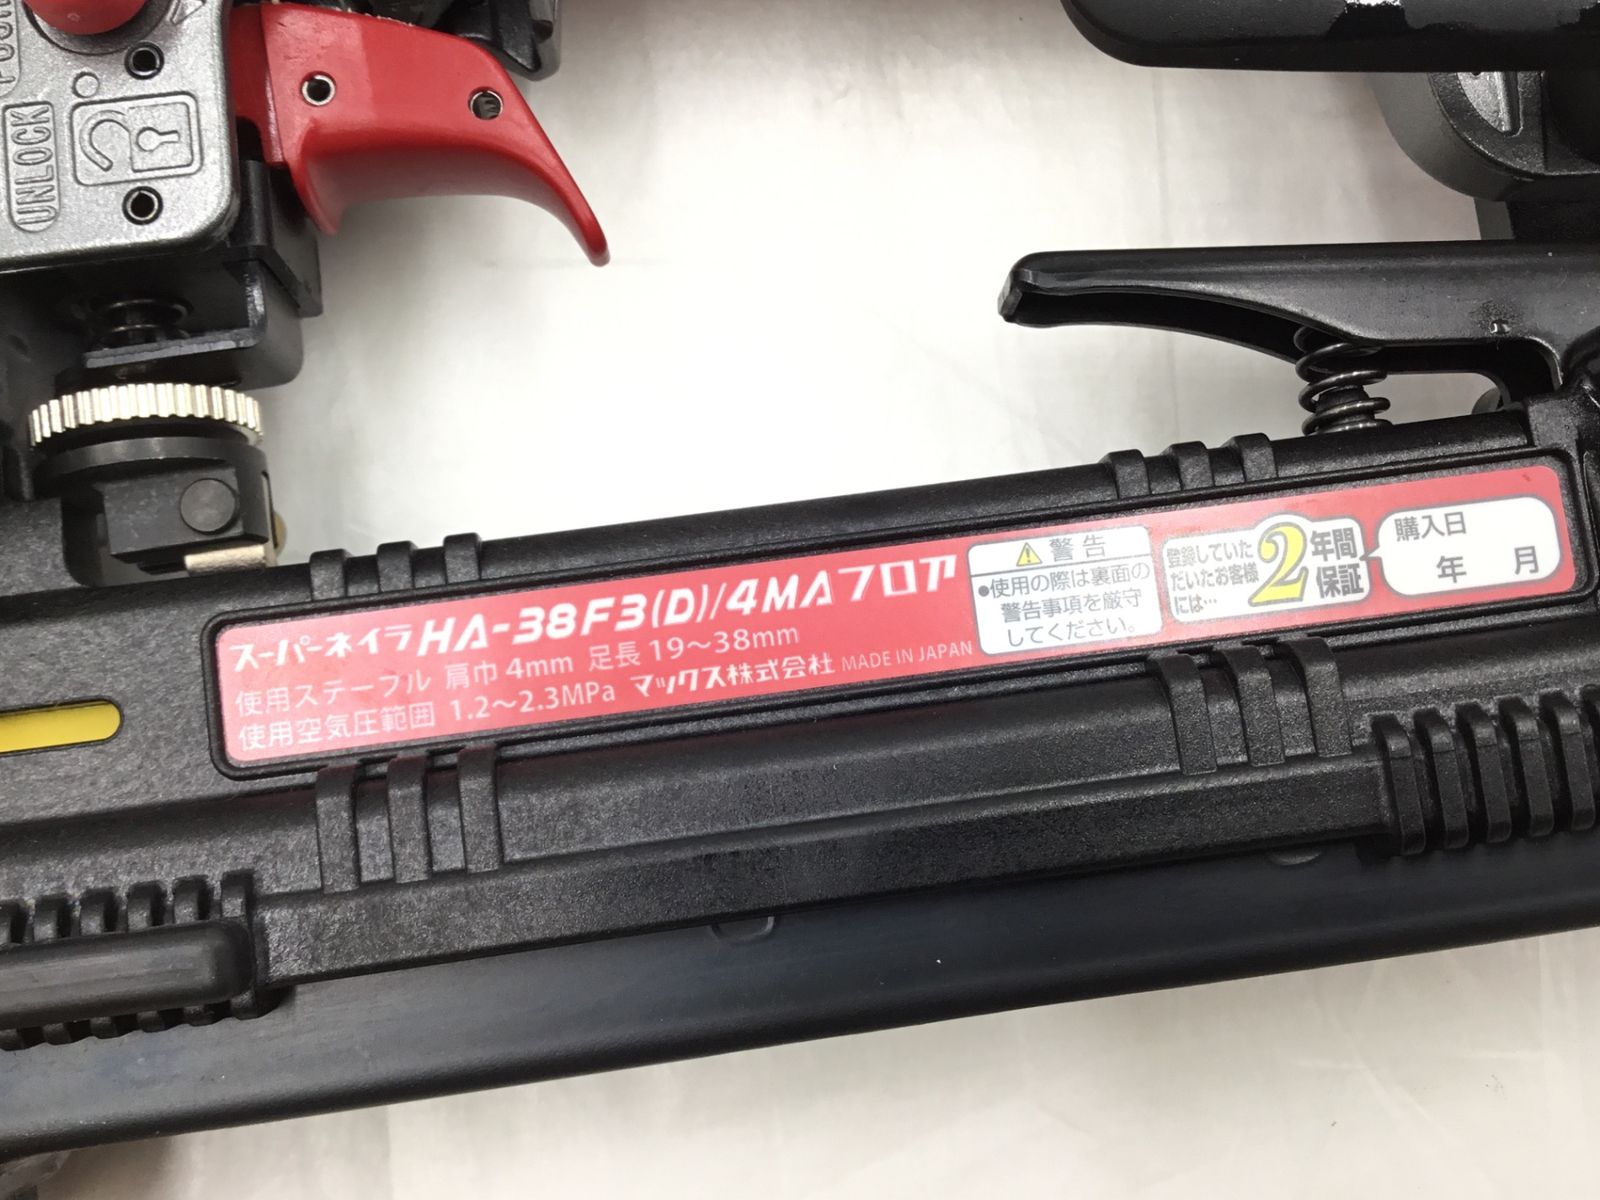 UNLOCK
スーパーネイラ HA-38F3(D)/4MAフロア
使用ステープル 肩巾 4mm 足長 19〜38mm
使用空気圧範囲 1.2〜2.3MPa マックス株式会社 MADE IN JAPAN
警告
●使用の際は裏面の
警告事項を厳守
してください。
登録していた
だいたお客様
には…
2年間
保証
購入日
年 月